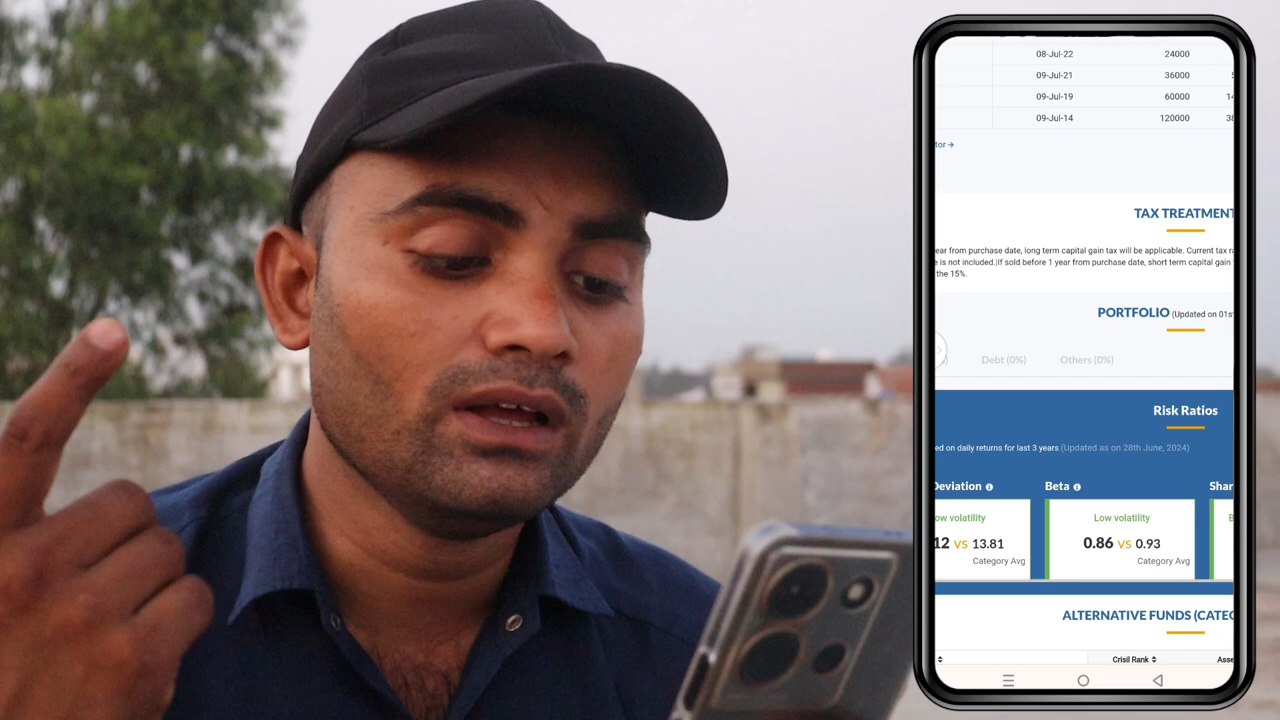 08-Jul-22 24000
09-Jul-21 36000
09-Jul-19 60000
09-Jul-14 120000
tor →
TAX TREATMENT
ear from purchase date, long term capital gain tax will be applicable. Current tax
e is not included.|If sold before 1 year from purchase date, short term capital gain
the 15%.
PORTFOLIO (Updated on 01s
Debt (0%) Others (0%)
Risk Ratios
ed on daily returns for last 3 years (Updated as on 28th June, 2024)
Deviation Beta Shar
ow volatility Low volatility
12 VS 13.81 0.86 VS 0.93
Category Avg Category Avg
ALTERNATIVE FUNDS (CATEG
Crisil Rank Asse